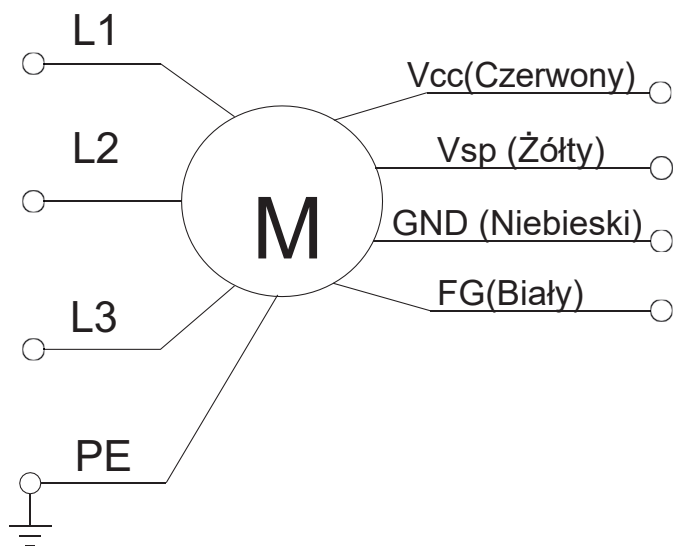 L1
L2
L3
PE
M
Vcc(Czerwony)
Vsp (Żółty)
GND (Niebieski)
FG(Biały)